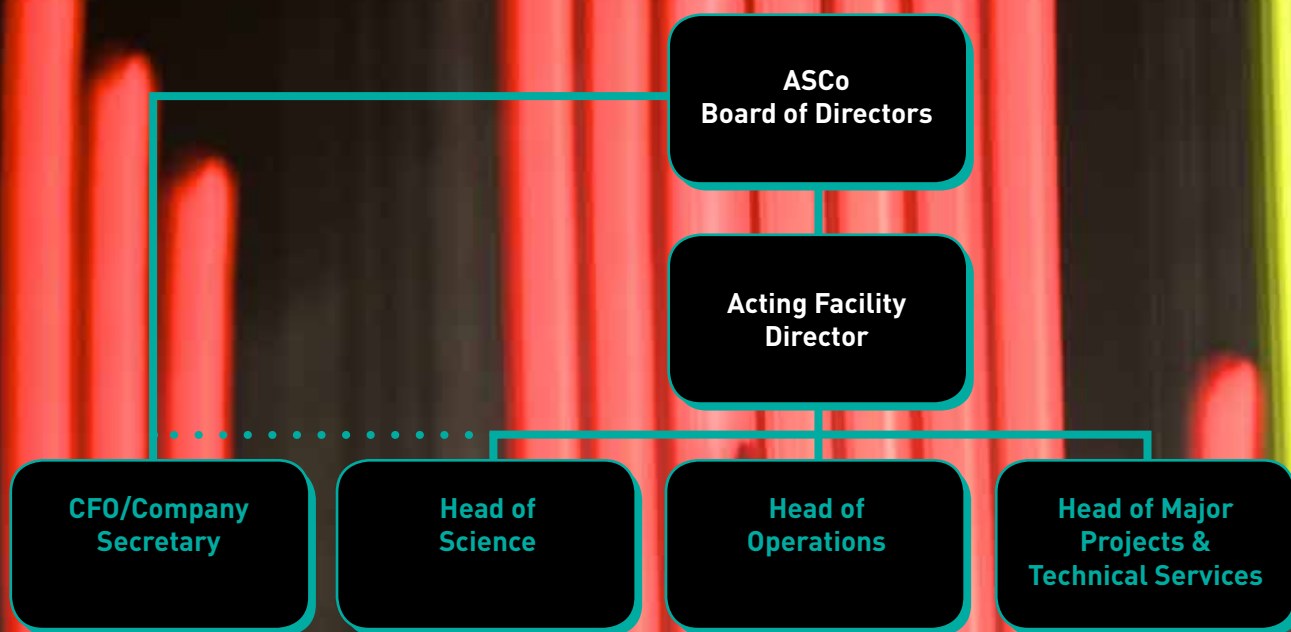 ASCo
Board of Directors
Acting Facility
Director
CFO/Company
Secretary
Head of
Science
Head of
Operations
Head of Major
Projects &
Technical Services